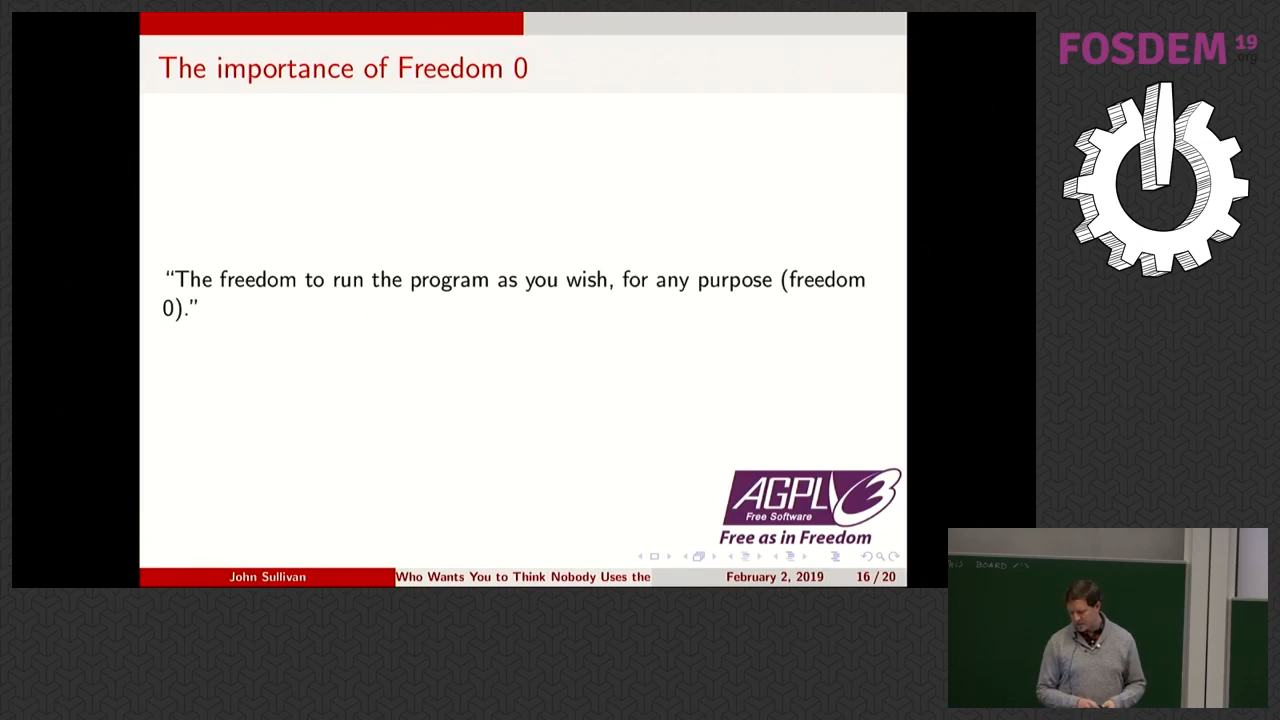 The importance of Freedom 0
“The freedom to run the program as you wish, for any purpose (freedom
0).”
AGPLv3
Free Software
Free as in Freedom
John Sullivan
Who Wants You to Think Nobody Uses the
February 2, 2019
16 / 20
FOSDEM 19
.org
BOARD